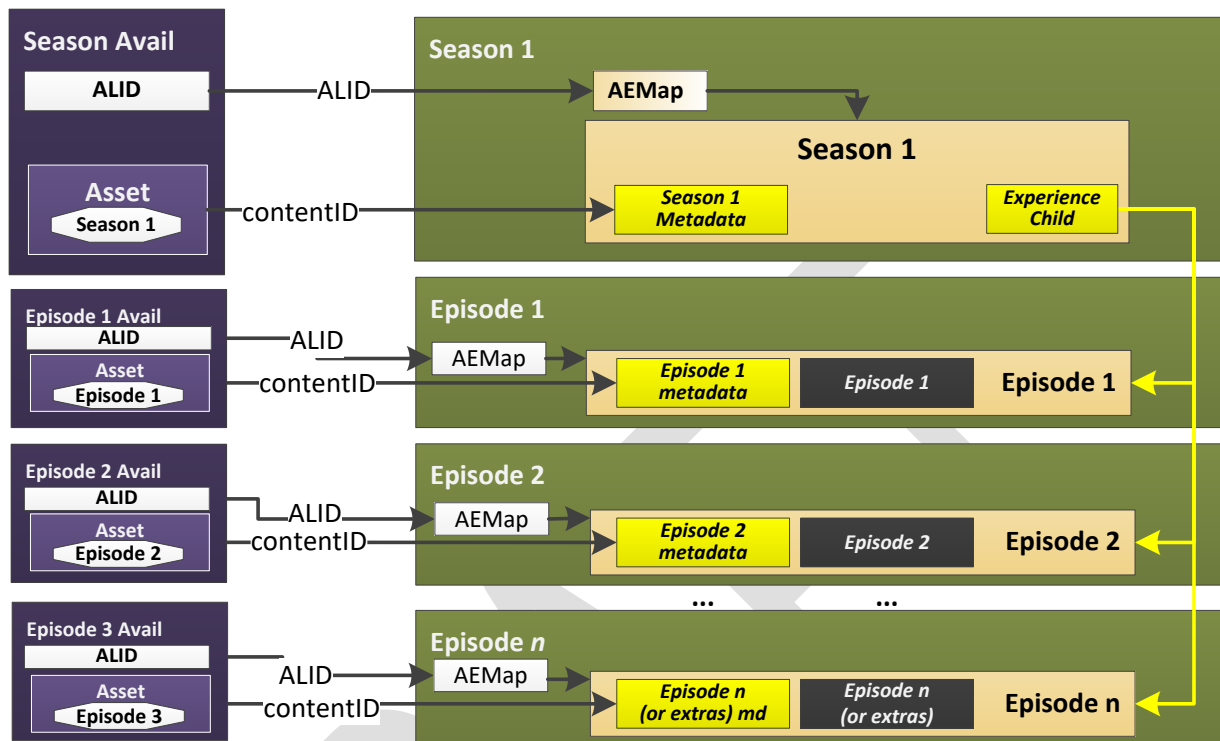 Season Avail
ALID
Asset
Season 1
ALID
contentID
Season 1
AEMap
Season 1
Season 1
Metadata
Experience
Child
Episode 1 Avail
ALID
Asset
Episode 1
ALID
contentID
Episode 1
AEMap
Episode 1
metadata
Episode 1
Episode 1
Episode 2 Avail
ALID
Asset
Episode 2
ALID
contentID
Episode 2
AEMap
Episode 2
metadata
Episode 2
Episode 2
... ...
Episode 3 Avail
ALID
Asset
Episode 3
ALID
contentID
Episode n
AEMap
Episode n
(or extras) md
Episode n
(or extras)
Episode n